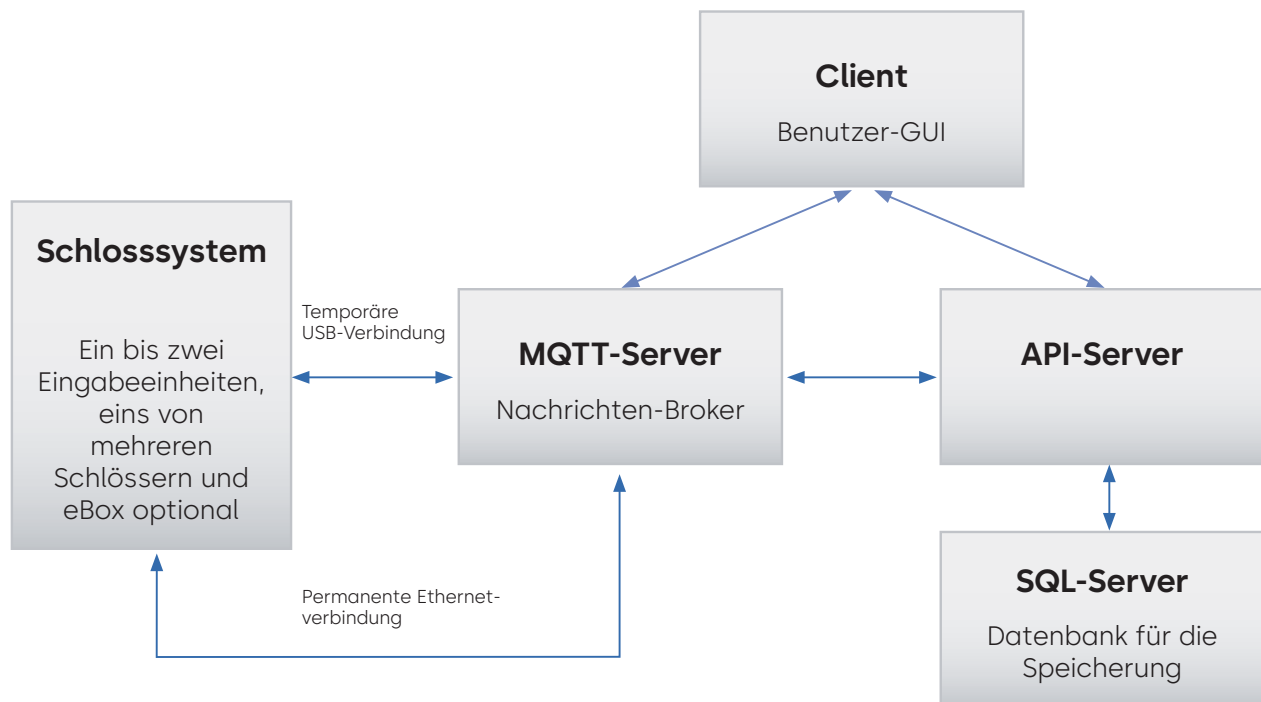 Client
Benutzer-GUI
Schlosssystem
Ein bis zwei
Eingabeeinheiten,
eins von
mehreren
Schlössern und
eBox optional
Temporäre
USB-Verbindung
MQTT-Server
Nachrichten-Broker
API-Server
Permanente Ethernet-
verbindung
SQL-Server
Datenbank für die
Speicherung